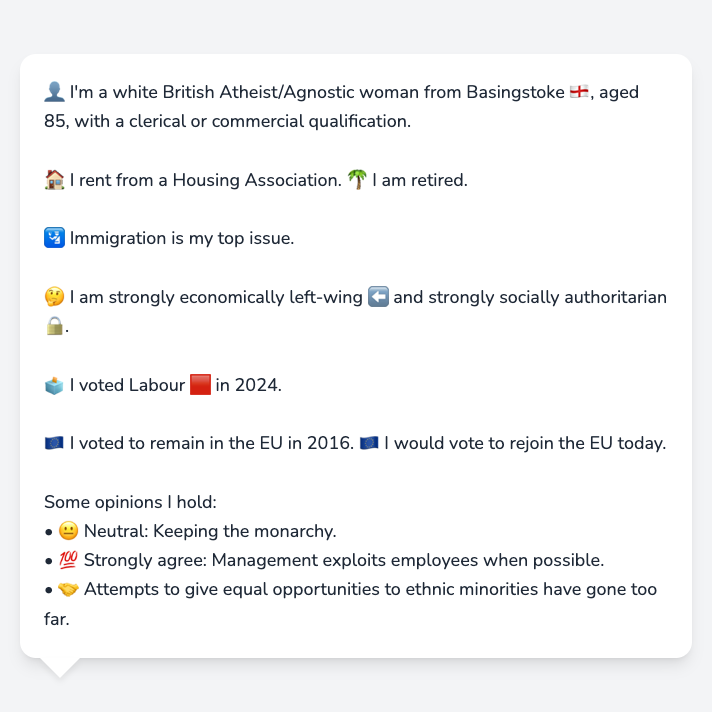 👤 I'm a white British Atheist/Agnostic woman from Basingstoke 🏴󠁧󠁢󠁥󠁮󠁧󠁿, aged
85, with a clerical or commercial qualification.
🏠 I rent from a Housing Association. 🌴 I am retired.
🛂 Immigration is my top issue.
🤔 I am strongly economically left-wing ⬅️ and strongly socially authoritarian
🔒.
🗳️ I voted Labour 🟥 in 2024.
🇪🇺 I voted to remain in the EU in 2016. 🇪🇺 I would vote to rejoin the EU today.
Some opinions I hold:
• 😐 Neutral: Keeping the monarchy.
• 💯 Strongly agree: Management exploits employees when possible.
• 🤝 Attempts to give equal opportunities to ethnic minorities have gone too
far.